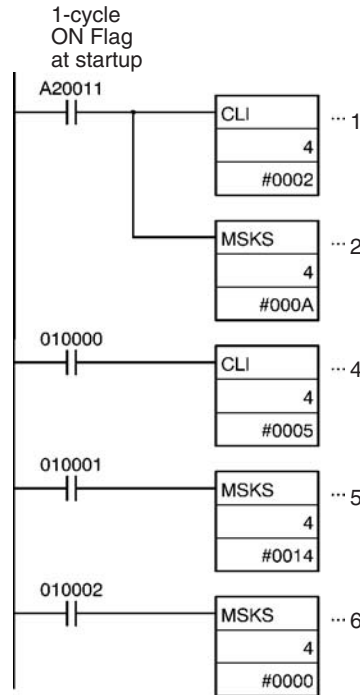 1-cycle
ON Flag
at startup
A20011
CLI
... 1
4
#0002
MSKS
... 2
4
#000A
010000
CLI
... 4
4
#0005
010001
MSKS
... 5
4
#0014
010002
MSKS
... 6
4
#0000